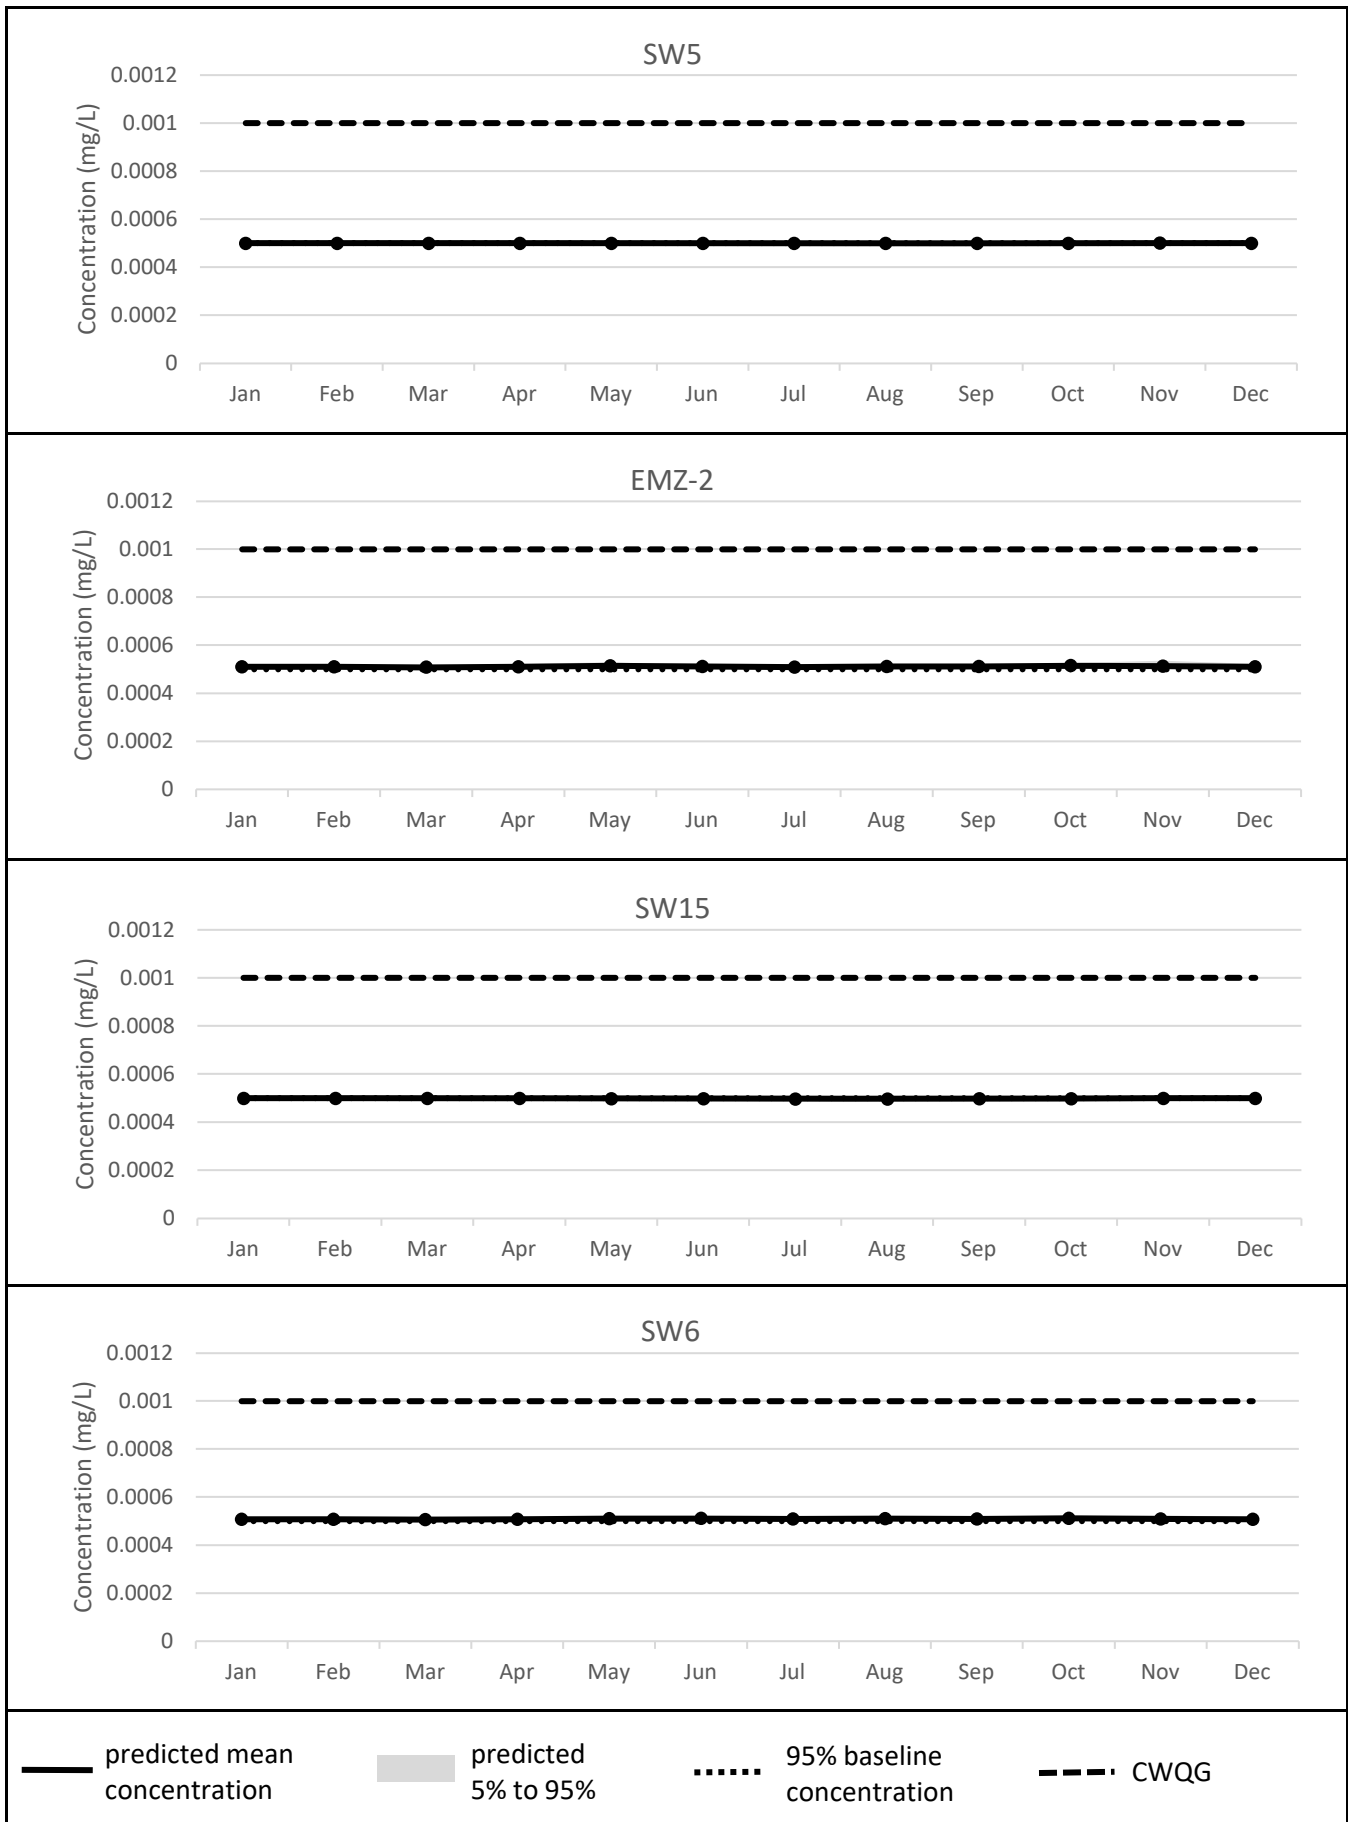 SW5
Concentration (mg/L)
0.0012
0.001
0.0008
0.0006
0.0004
0.0002
0
Jan Feb Mar Apr May Jun Jul Aug Sep Oct Nov Dec
EMZ-2
Concentration (mg/L)
0.0012
0.001
0.0008
0.0006
0.0004
0.0002
0
Jan Feb Mar Apr May Jun Jul Aug Sep Oct Nov Dec
SW15
Concentration (mg/L)
0.0012
0.001
0.0008
0.0006
0.0004
0.0002
0
Jan Feb Mar Apr May Jun Jul Aug Sep Oct Nov Dec
SW6
Concentration (mg/L)
0.0012
0.001
0.0008
0.0006
0.0004
0.0002
0
Jan Feb Mar Apr May Jun Jul Aug Sep Oct Nov Dec
predicted mean
concentration
predicted
5% to 95%
95% baseline
concentration
CWQG